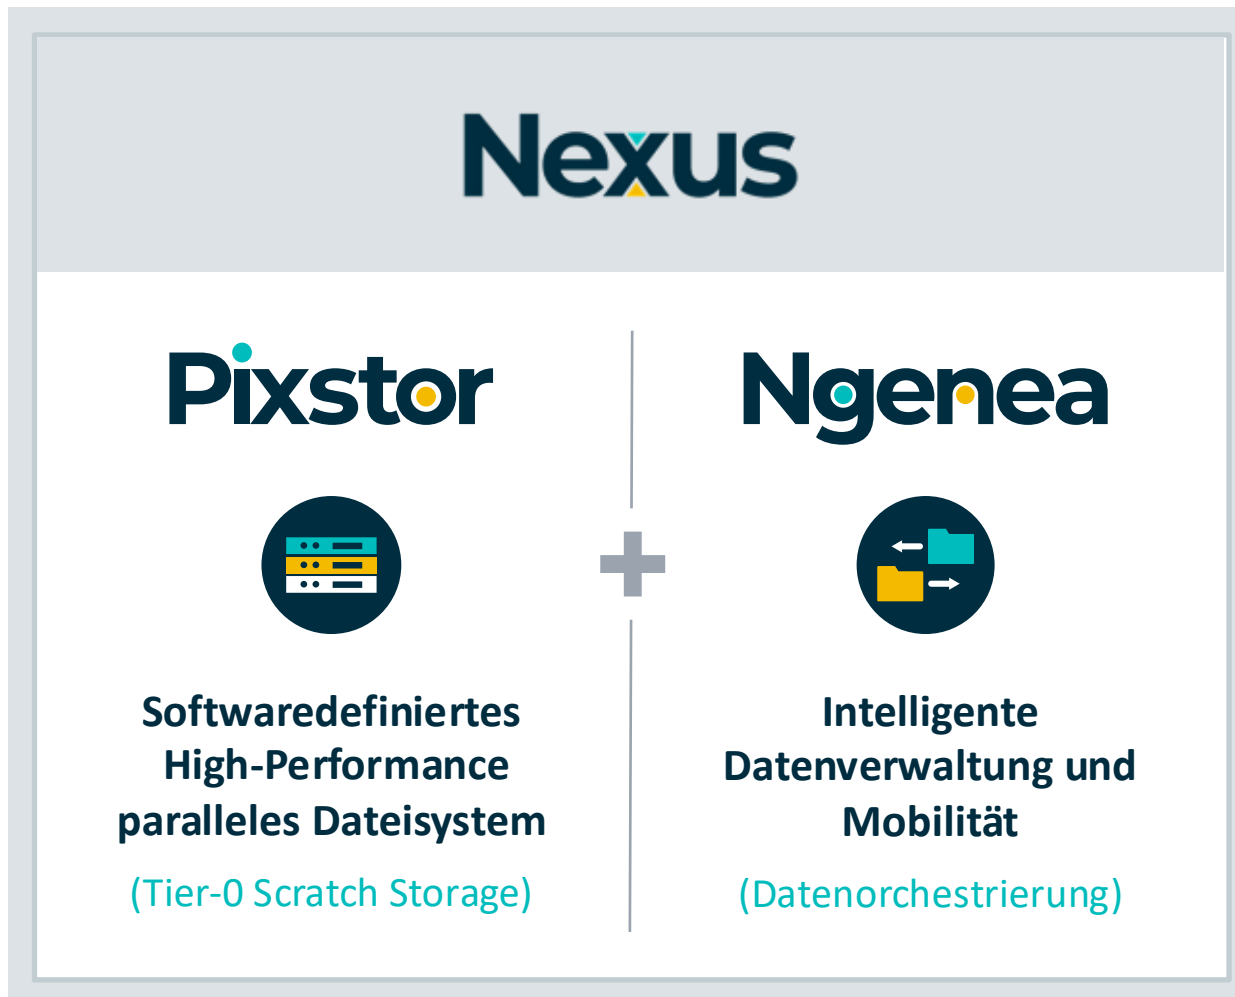 Nexus
Pixstor
Softwaredefiniertes
High-Performance
paralleles Dateisystem
(Tier-0 Scratch Storage)
Ngenea
Intelligente
Datenverwaltung und
Mobilität
(Datenorchestrierung)